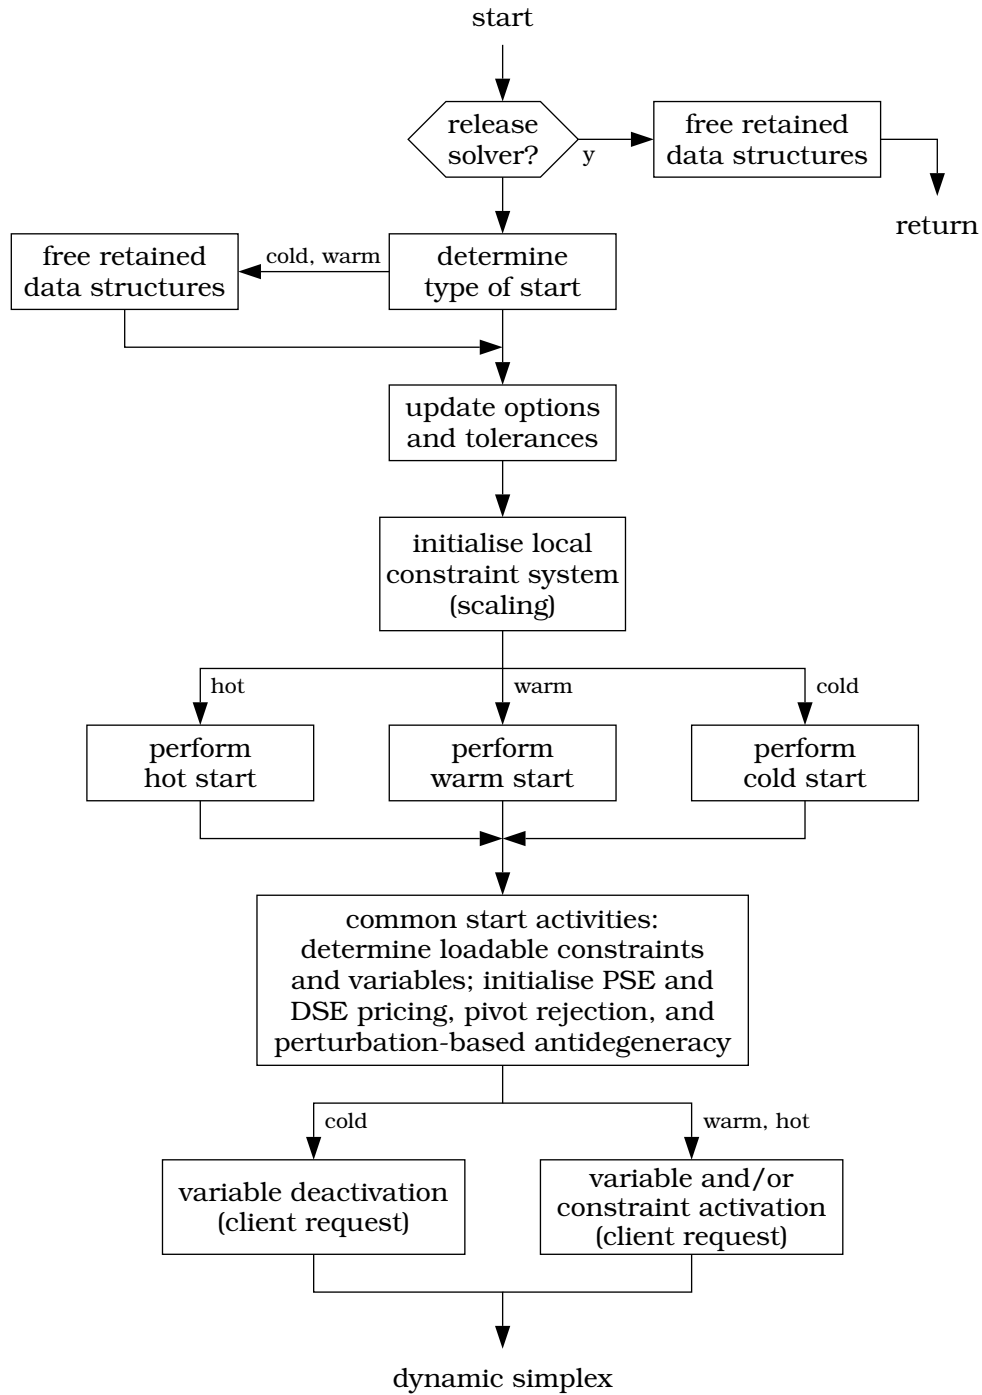 start
release
solver?
y
free retained
data structures
return
free retained
data structures
cold, warm
determine
type of start
update options
and tolerances
initialise local
constraint system
(scaling)
hot
warm
cold
perform
hot start
perform
warm start
perform
cold start
common start activities:
determine loadable constraints
and variables; initialise PSE and
DSE pricing, pivot rejection, and
perturbation-based antidegeneracy
cold
warm, hot
variable deactivation
(client request)
variable and/or
constraint activation
(client request)
dynamic simplex